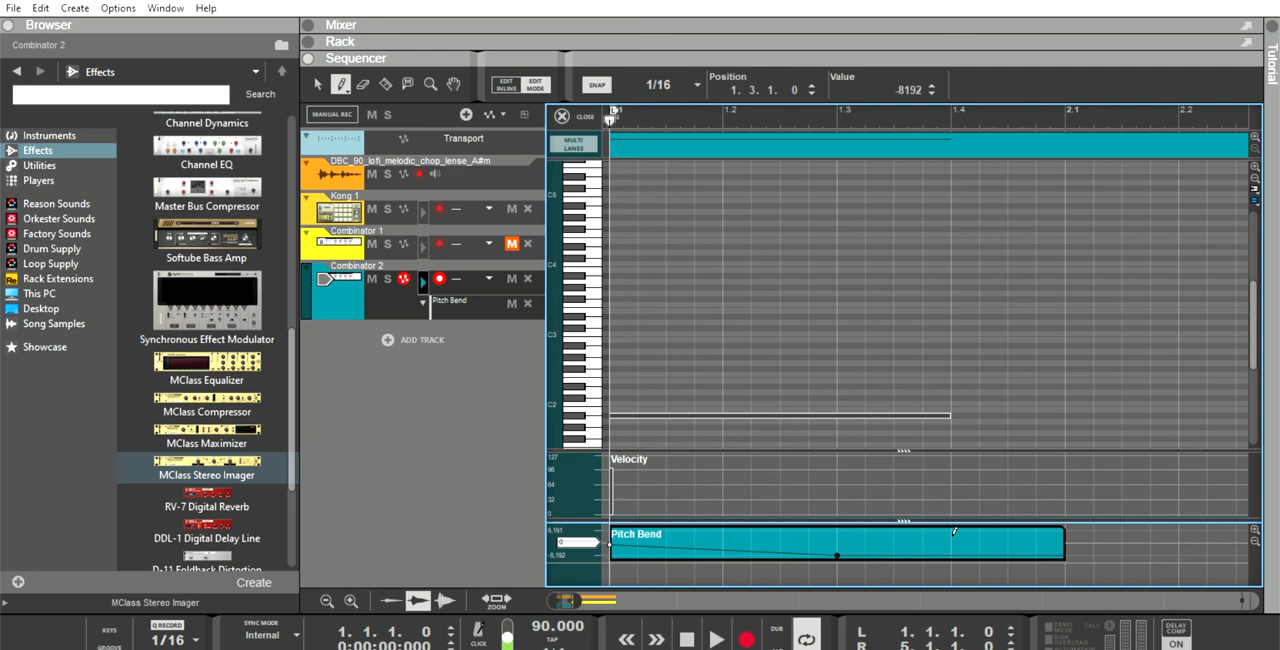 File Edit Create Options Window Help
Browser
Combinator 2
Effects
Search
Instruments
Effects
Utilities
Players
Reason Sounds
Orkester Sounds
Factory Sounds
Drum Supply
Loop Supply
Rack Extensions
This PC
Desktop
Song Samples
Showcase
Channel Dynamics
Channel EQ
Master Bus Compressor
Softube Bass Amp
Synchronous Effect Modulator
MClass Equalizer
MClass Compressor
MClass Maximizer
MClass Stereo Imager
RV-7 Digital Reverb
DDL-1 Digital Delay Line
D-11 Foldback Distortion
Create
MClass Stereo Imager
Mixer
Rack
Sequencer
Tutorial
EDIT INLINE
EDIT MODE
SNAP
1/16
Position
1. 3. 1. 0
Value
-8192
MANUAL REC M S
CLOSE
1.2 1.3 1.4 2.1 2.2
Transport
MULTI LANES
DBC_90_lofi_melodic_chop_lense_A#m
M S
Kong 1
M S M
Combinator 1
M S M
Combinator 2
M S M
Pitch Bend M
ADD TRACK
C5
C4
C3
C2
Velocity
127
96
64
32
0
Pitch Bend
8,191
0
-8,192
ZOOM
KEYS
GROOVE
Q RECORD
1/16
SYNC MODE
Internal
1. 1. 1. 0
0:00:00:000
CLICK
90.000
TAP
DUB
L 1. 1. 1. 0
R 5. 1. 1. 0
DELAY COMP
ON